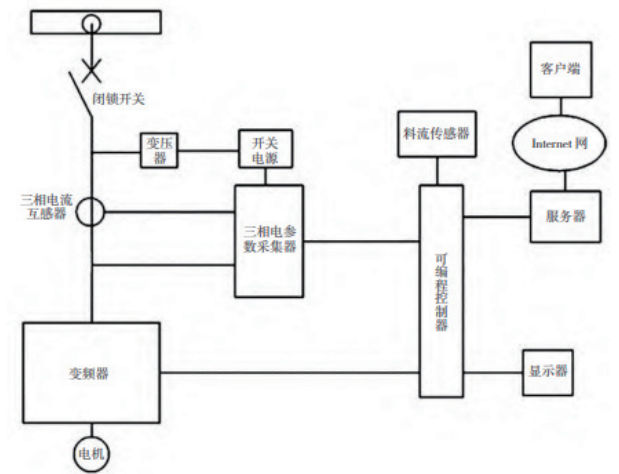 闭锁开关
变压
器
开关
电源
三相电流
互感器
三相电参
数采集器
变频器
电机
料流传感器
可编程控制器
客户端
Internet 网
服务器
显示器